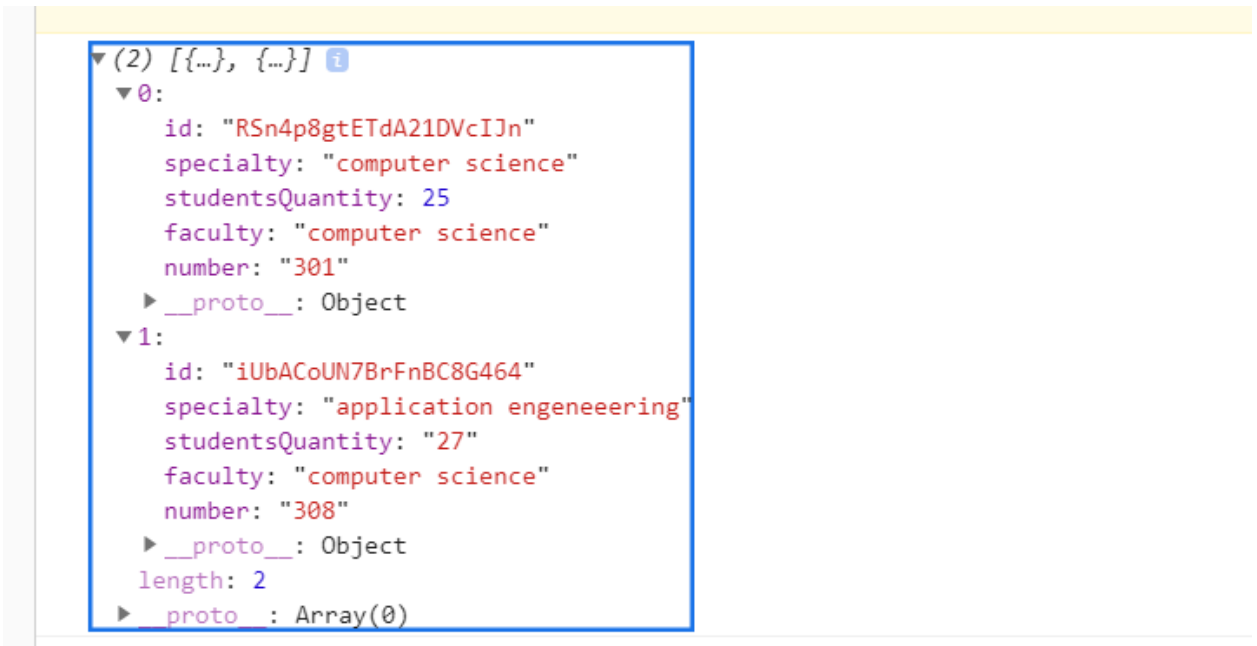 ▼(2) [{…}, {…}] i
▼0:
id: "RSn4p8gtETdA21DVcIJn"
specialty: "computer science"
studentsQuantity: 25
faculty: "computer science"
number: "301"
▶__proto__: Object
▼1:
id: "iUbACoUN7BrFnBC8G464"
specialty: "application engeneeering"
studentsQuantity: "27"
faculty: "computer science"
number: "308"
▶__proto__: Object
length: 2
▶__proto__: Array(0)